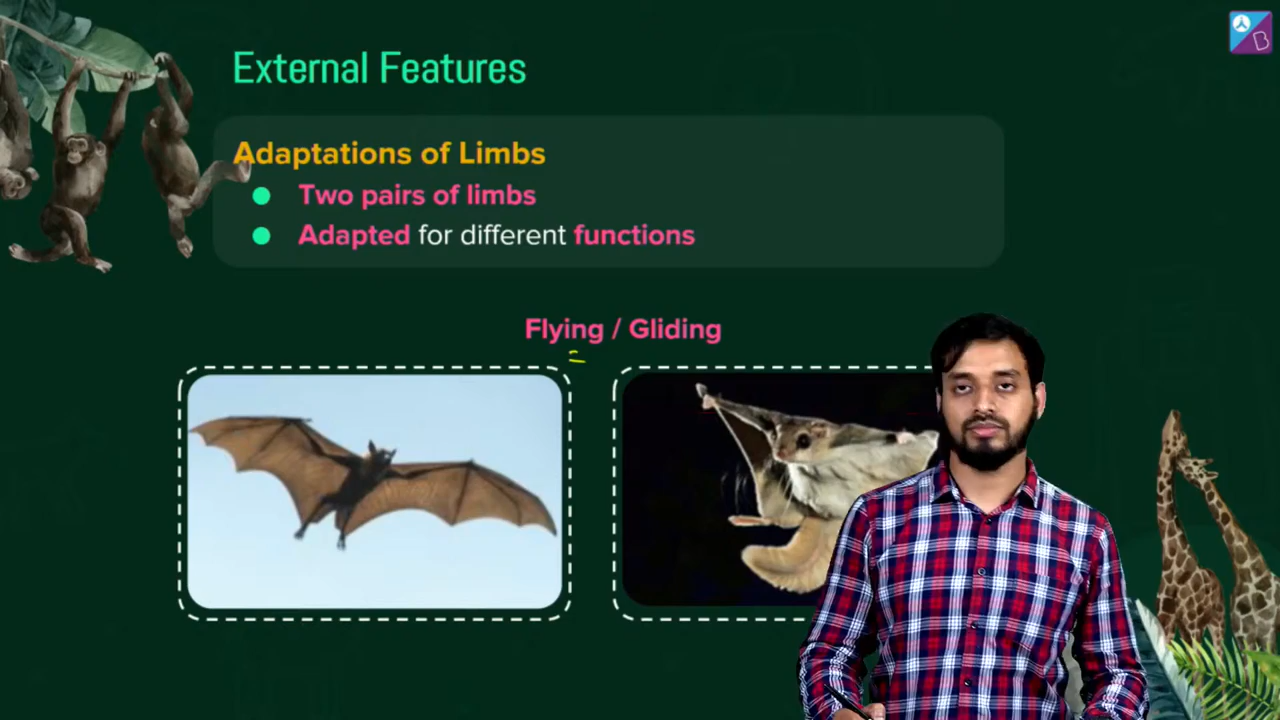 External Features
Adaptations of Limbs
Two pairs of limbs
Adapted for different functions
Flying / Gliding
B